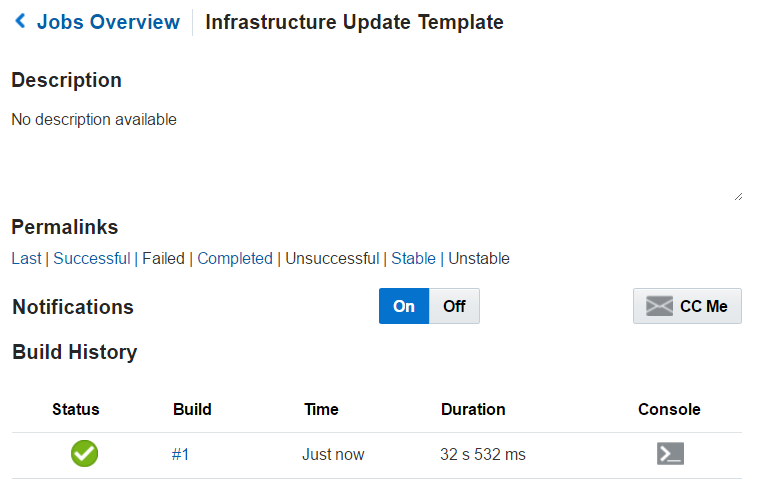 Jobs Overview Infrastructure Update Template
Description
No description available
Permalinks
Last | Successful | Failed | Completed | Unsuccessful | Stable | Unstable
Notifications On Off CC Me
Build History
Status Build Time Duration Console
#1 Just now 32 s 532 ms